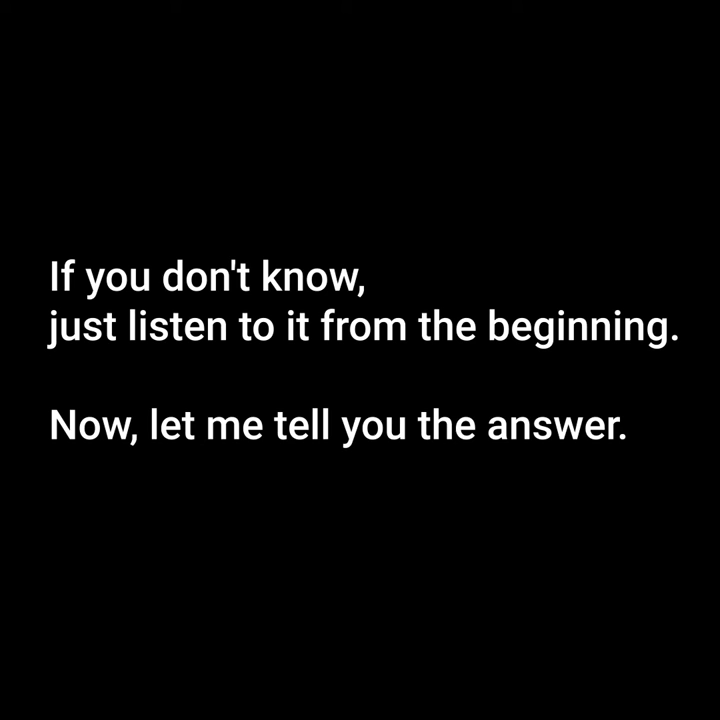 If you don't know,
just listen to it from the beginning.
Now, let me tell you the answer.